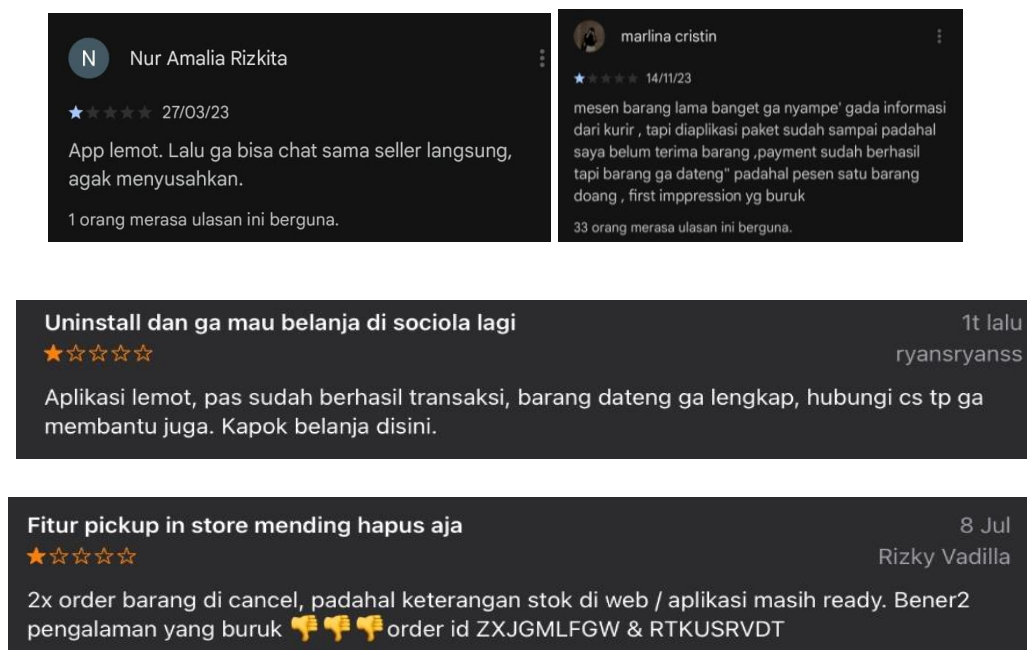 N
Nur Amalia Rizkita
27/03/23
App lemot. Lalu ga bisa chat sama seller langsung,
agak menyusahkan.
1 orang merasa ulasan ini berguna.
marlina cristin
14/11/23
mesen barang lama banget ga nyampe' gada informasi
dari kurir , tapi diaplikasi paket sudah sampai padahal
saya belum terima barang ,payment sudah berhasil
tapi barang ga dateng" padahal pesen satu barang
doang , first imppression yg buruk
33 orang merasa ulasan ini berguna.
Uninstall dan ga mau belanja di sociola lagi
1t lalu
ryansryanss
Aplikasi lemot, pas sudah berhasil transaksi, barang dateng ga lengkap, hubungi cs tp ga
membantu juga. Kapok belanja disini.
Fitur pickup in store mending hapus aja
8 Jul
Rizky Vadilla
2x order barang di cancel, padahal keterangan stok di web / aplikasi masih ready. Bener2
pengalaman yang buruk 👎👎👎order id ZXJGMLFGW & RTKUSRVDT